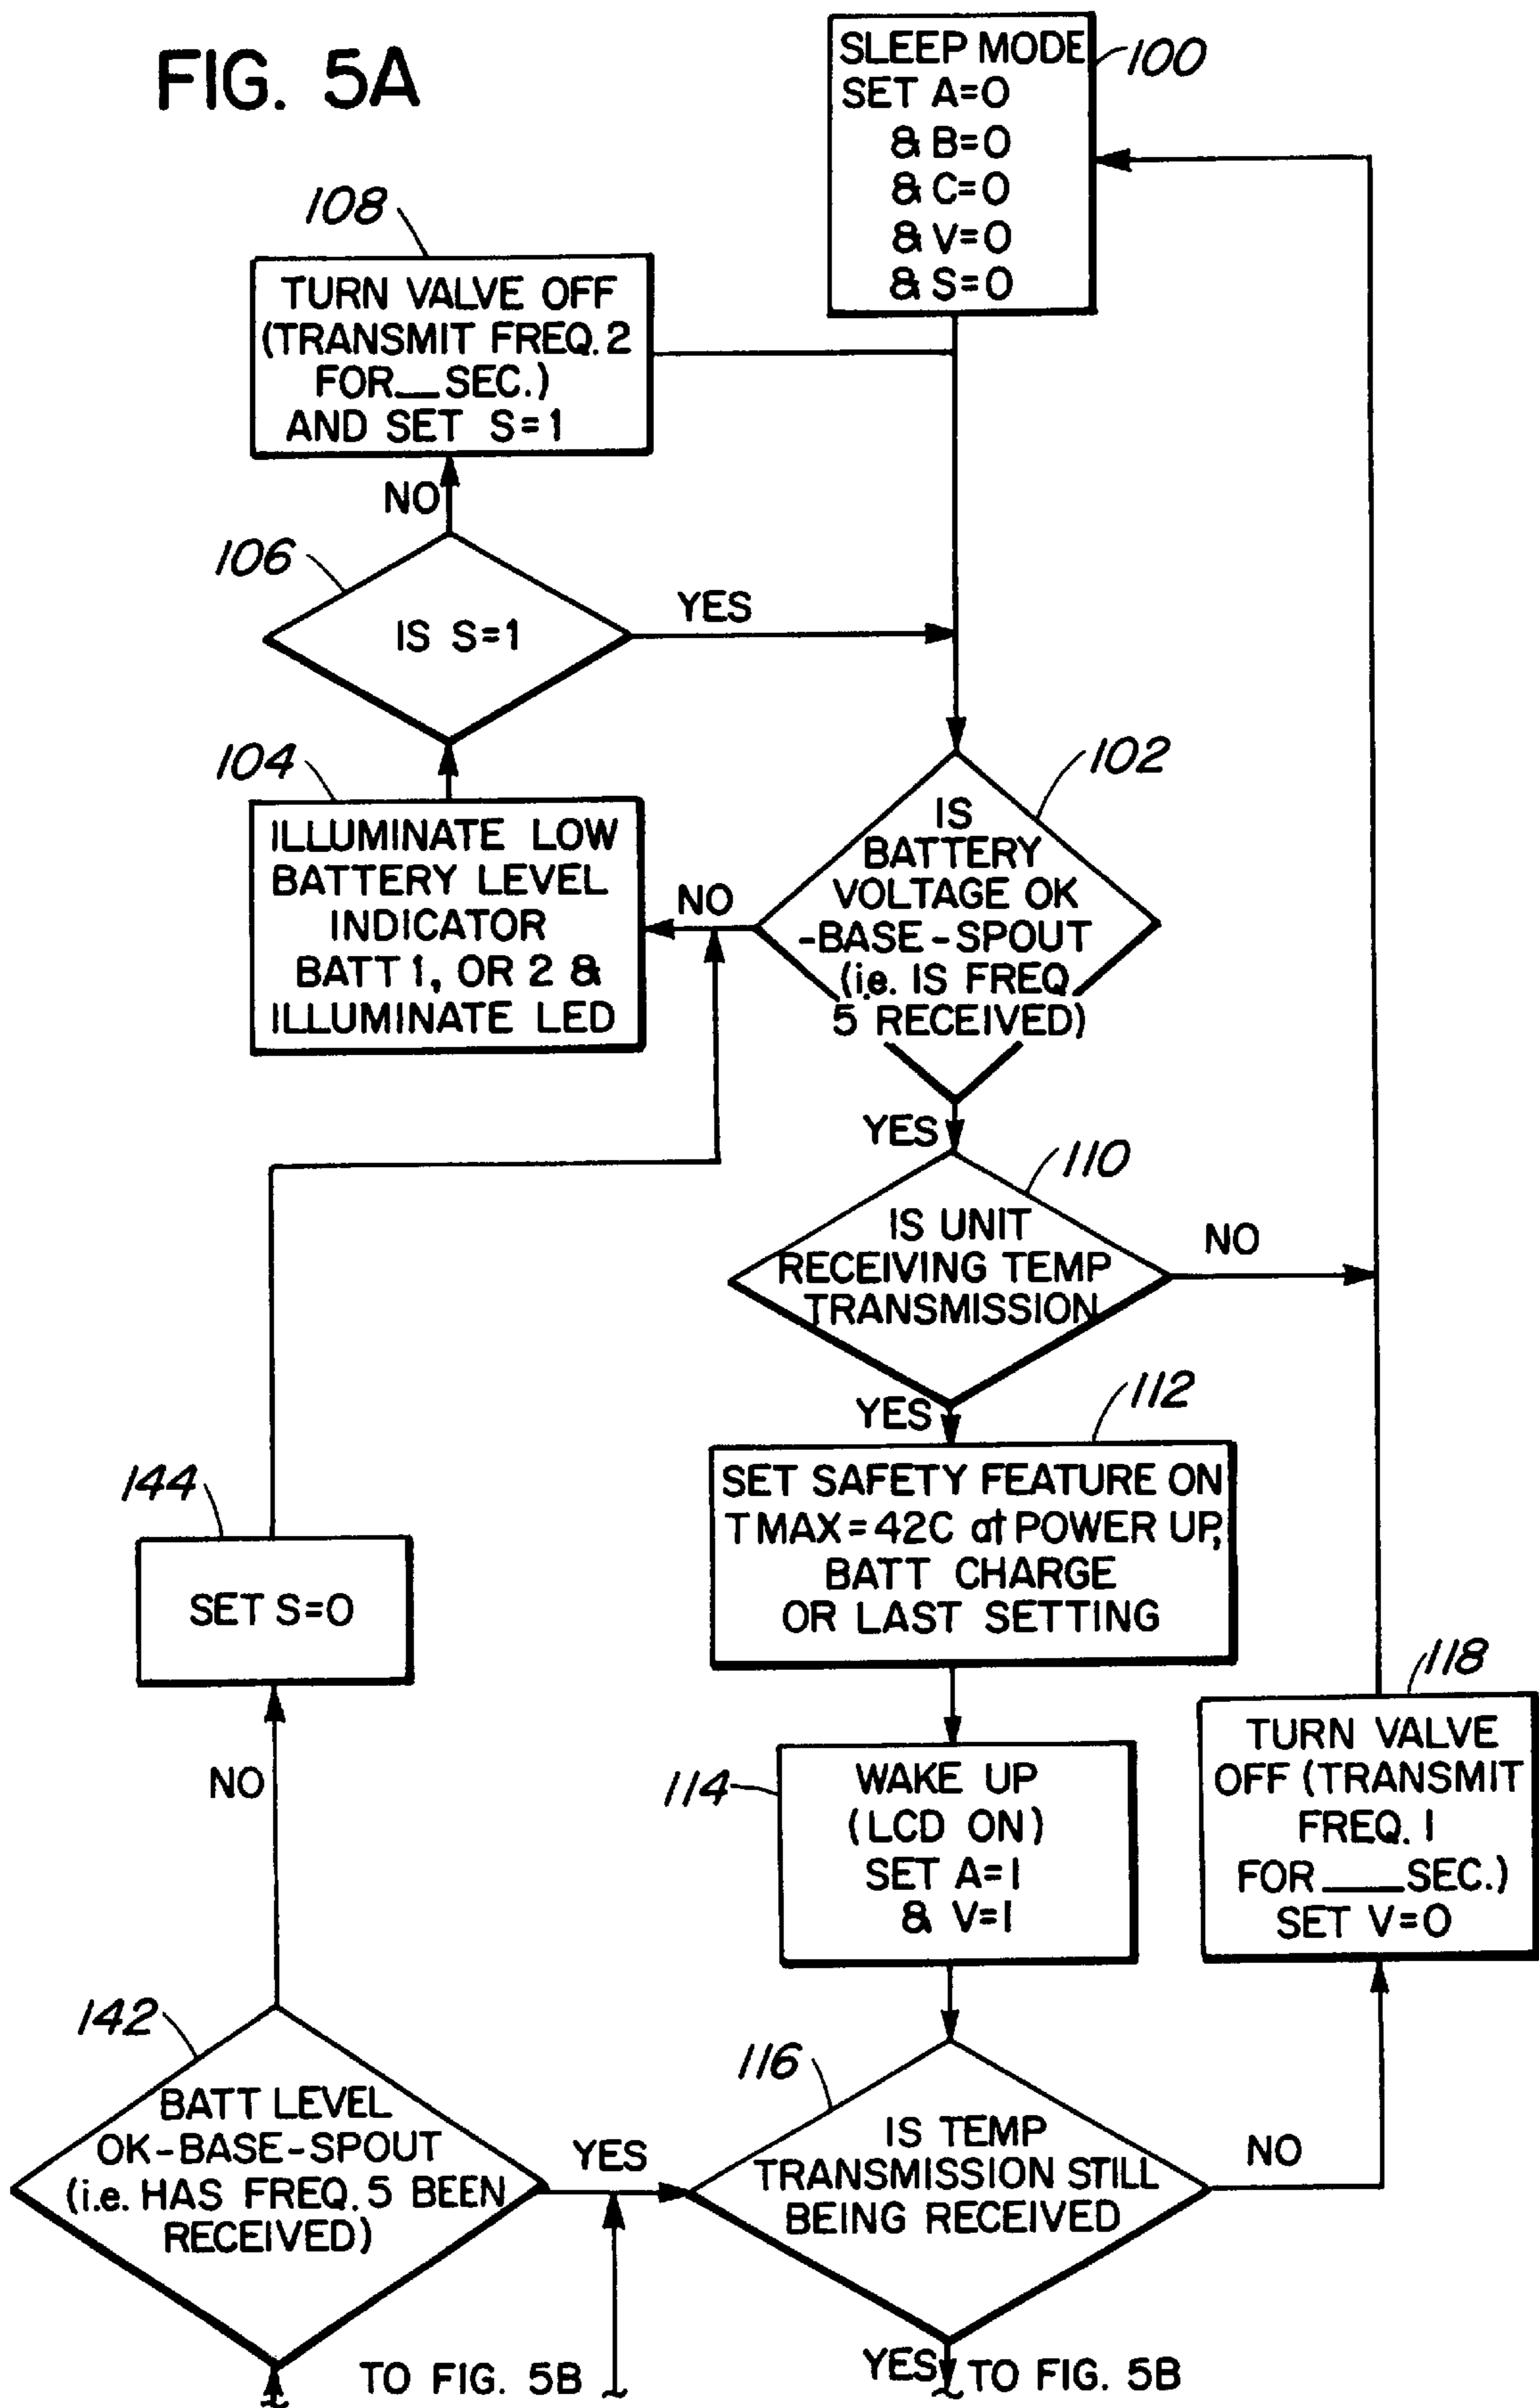 FIG. 5A
SLEEP MODE
SET A=0
& B=0
& C=0
& V=0
& S=0
100
108
TURN VALVE OFF
(TRANSMIT FREQ. 2
FOR__SEC.)
AND SET S=1
NO
106
IS S=1
YES
104
ILLUMINATE LOW
BATTERY LEVEL
INDICATOR
BATT 1, OR 2 &
ILLUMINATE LED
NO
102
IS
BATTERY
VOLTAGE OK
-BASE-SPOUT
(i.e. IS FREQ
5 RECEIVED)
YES
110
IS UNIT
RECEIVING TEMP
TRANSMISSION
NO
YES
112
SET SAFETY FEATURE ON
T MAX=42C at POWER UP,
BATT CHARGE
OR LAST SETTING
144
SET S=0
NO
114
WAKE UP
(LCD ON)
SET A=1
& V=1
118
TURN VALVE
OFF (TRANSMIT
FREQ. 1
FOR___SEC.)
SET V=0
142
BATT LEVEL
OK-BASE-SPOUT
(i.e. HAS FREQ. 5 BEEN
RECEIVED)
YES
116
IS TEMP
TRANSMISSION STILL
BEING RECEIVED
NO
TO FIG. 5B
YES
TO FIG. 5B